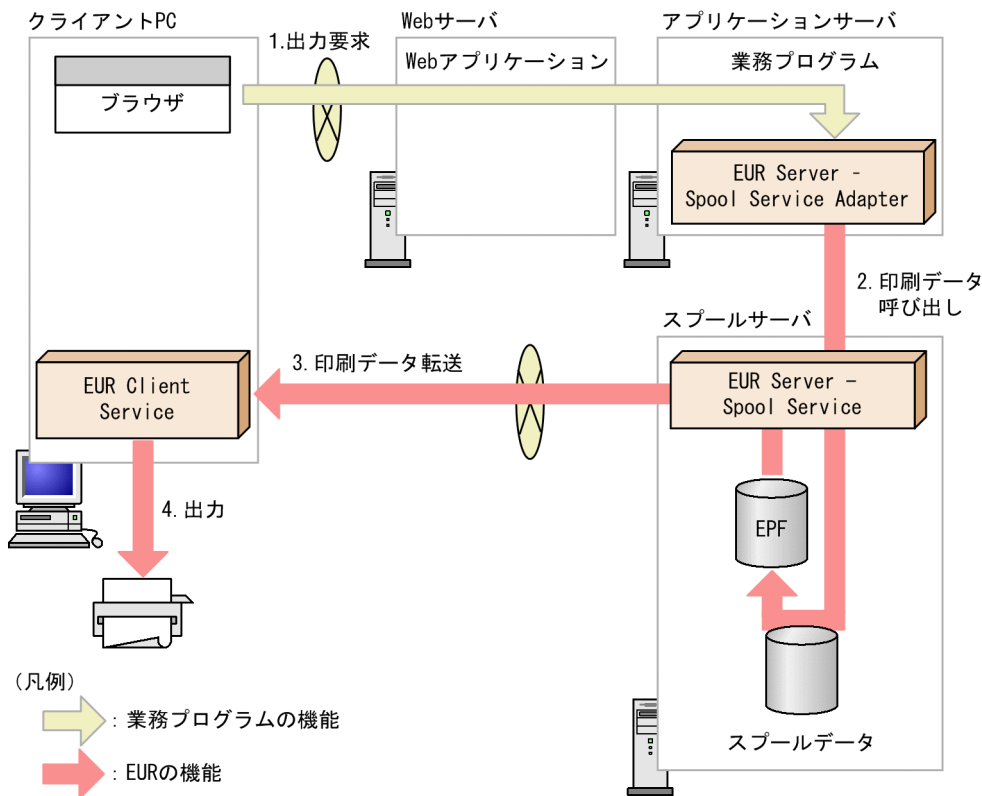 クライアントPC
Webサーバ
アプリケーションサーバ
1.出力要求
Webアプリケーション
業務プログラム
ブラウザ
EUR Server -
Spool Service Adapter
2.印刷データ
呼び出し
スプールサーバ
3.印刷データ転送
EUR Client
Service
EUR Server −
Spool Service
4.出力
EPF
スプールデータ
(凡例)
:業務プログラムの機能
:EURの機能